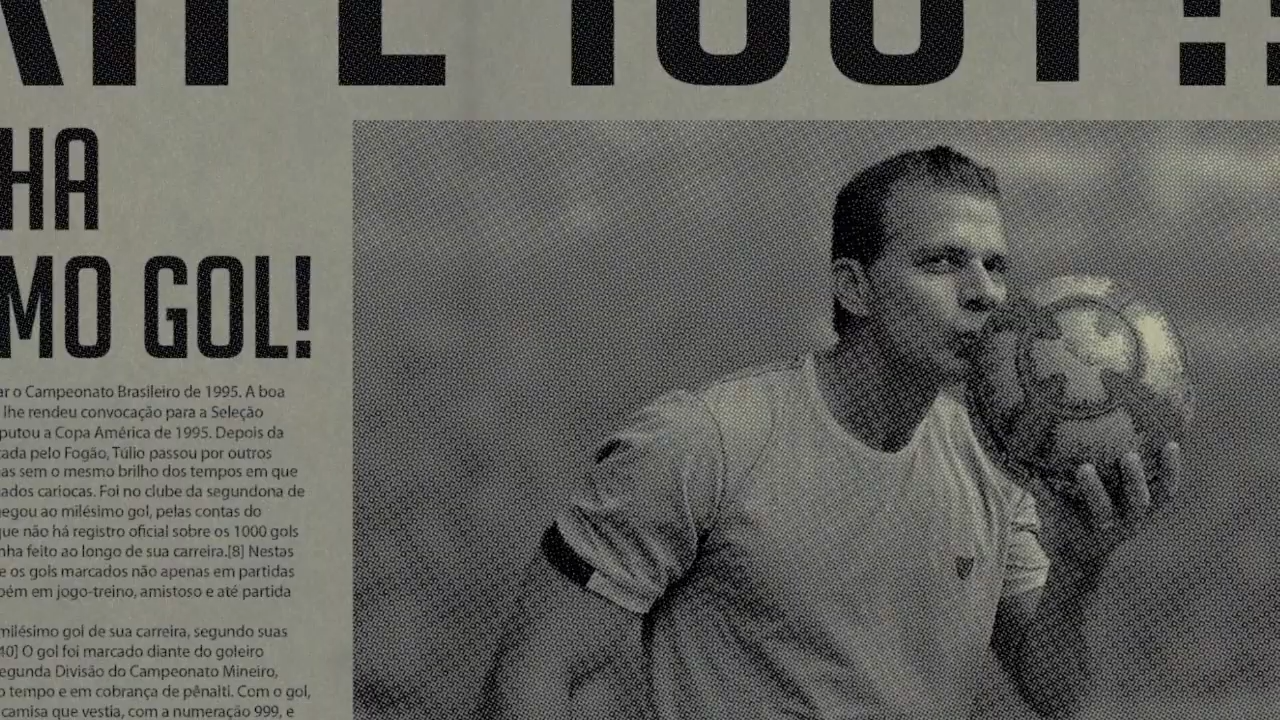 HA
MO GOL!
o Campeonato Brasileiro de 1995. A boa
lhe rendeu convocação para a Seleção
putou a Copa América de 1995. Depois da
pelo Fogão, Túlio passou por outros
as sem o mesmo brilho dos tempos em que
ados cariocas. Foi no clube da segundona de
egou ao milésimo gol, pelas contas do
que não há registro oficial sobre os 1000 gols
nha feito ao longo de sua carreira.[8] Nestas
e os gols marcados não apenas em partidas
bém em jogo-treino, amistoso e até partida
milésimo gol de sua carreira, segundo suas
40] O gol foi marcado diante do goleiro
egunda Divisão do Campeonato Mineiro,
o tempo e em cobrança de pênalti. Com o gol,
camisa que vestia, com a numeração 999, e